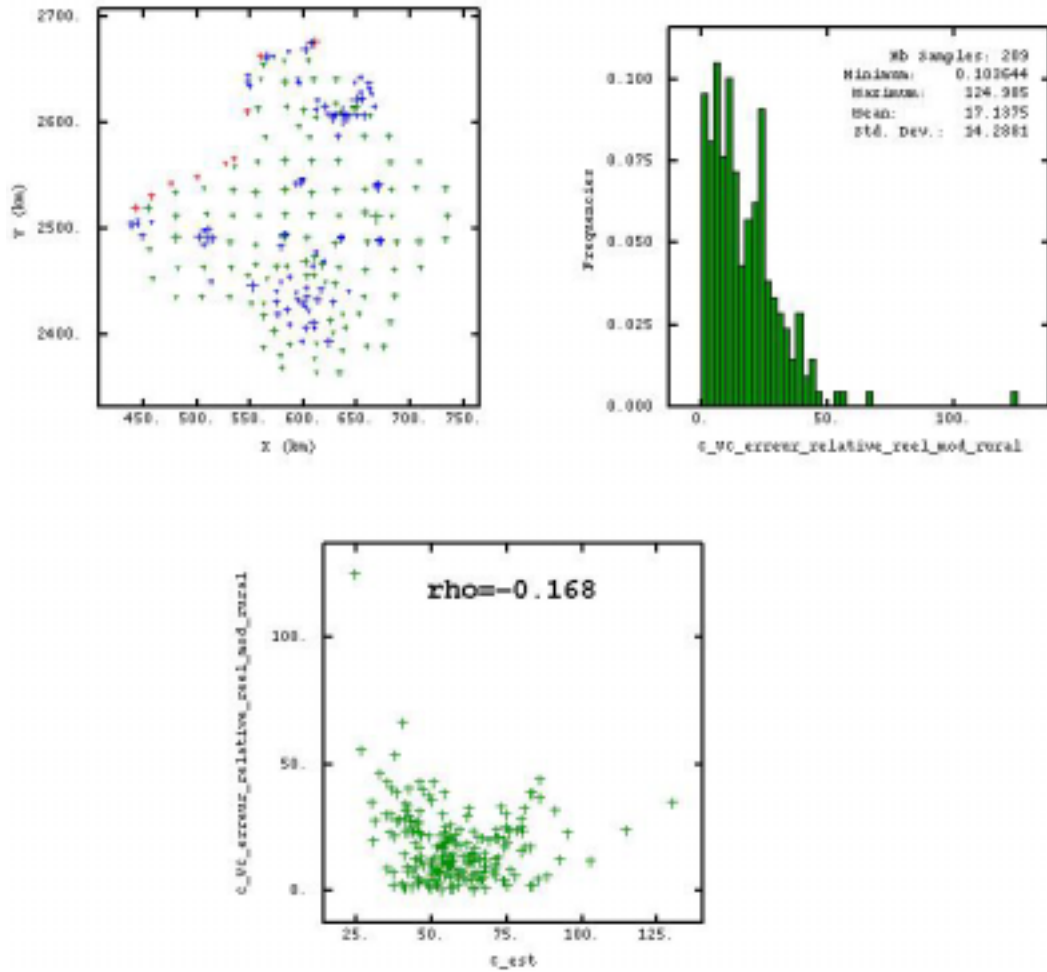 2700.
2600.
2500.
2400.
Y (km)
450. 500. 550. 600. 650. 700. 750.
X (km)
Nb Samples: 209
Minimum: 0.103644
Maximum: 124.985
Mean: 17.1375
Std. Dev.: 14.2881
0.100
0.075
0.050
0.025
0.000
Frequencies
0. 50. 100.
c_VC_erreur_relative_reel_mod_rural
rho=-0.168
100.
50.
0.
c_VC_erreur_relative_reel_mod_rural
25. 50. 75. 100. 125.
c_est